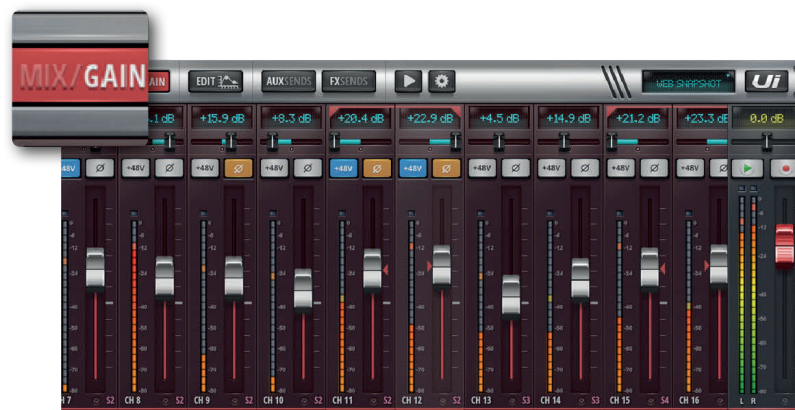 MIX/GAIN
AIN
EDIT
AUXSENDS
FXSENDS
WEB SNAPSHOT
Ui
.1 dB
+15.9 dB
+8.3 dB
+20.4 dB
+22.9 dB
+4.5 dB
+14.9 dB
+21.2 dB
+23.3 dB
0.0 dB
48V
Ø
+48V
Ø
+48V
Ø
+48V
Ø
+48V
Ø
+48V
Ø
+48V
Ø
+48V
Ø
+48V
Ø
+48V
Ø
CH 7
S2
CH 8
S2
CH 9
S2
CH 10
S2
CH 11
S2
CH 12
S2
CH 13
S3
CH 14
S3
CH 15
S4
CH 16
L R